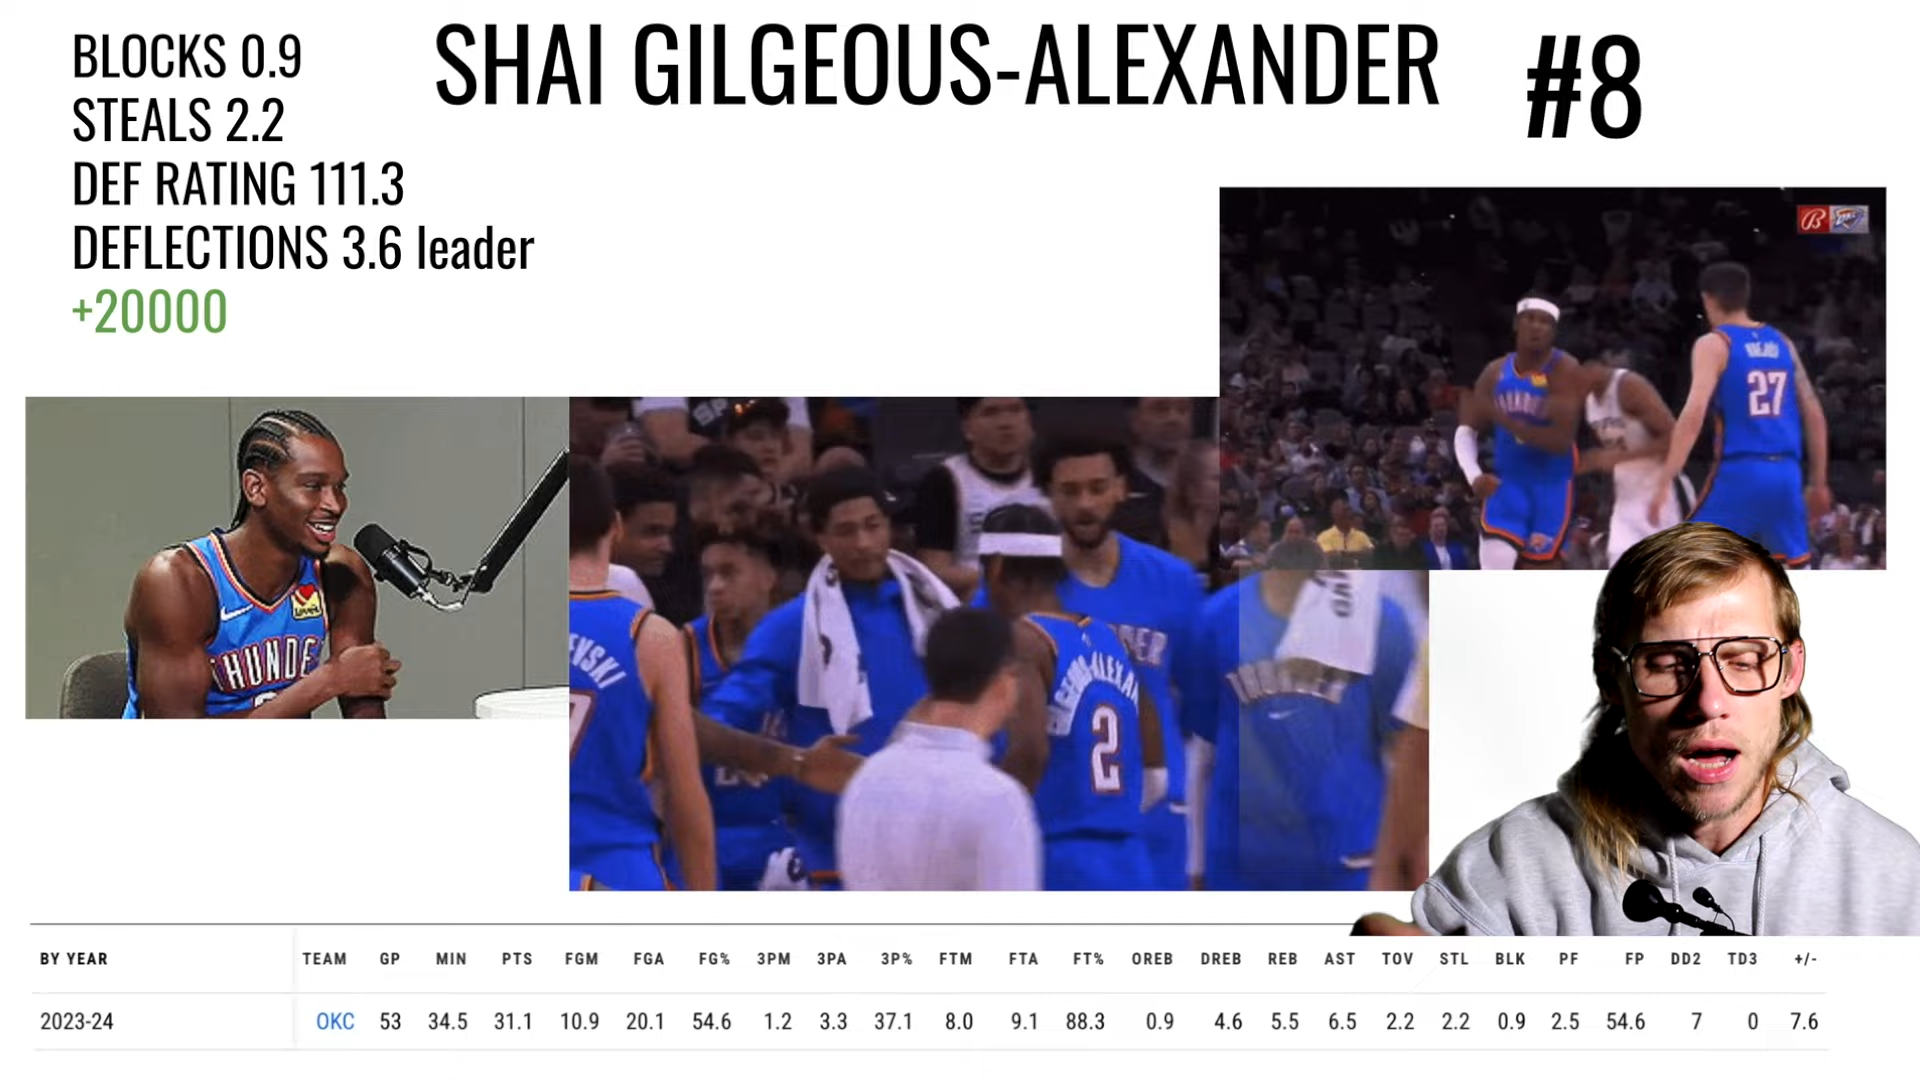 BLOCKS 0.9
STEALS 2.2
DEF RATING 111.3
DEFLECTIONS 3.6 leader
+20000
SHAI GILGEOUS-ALEXANDER
#8
B
27
THUNDE
EVSKI
7
2
BY YEAR TEAM GP MIN PTS FGM FGA FG% 3PM 3PA 3P% FTM FTA FT% OREB DREB REB AST TOV STL BLK PF FP DD2 TD3 +/-
2023-24 OKC 53 34.5 31.1 10.9 20.1 54.6 1.2 3.3 37.1 8.0 9.1 88.3 0.9 4.6 5.5 6.5 2.2 2.2 0.9 2.5 54.6 7 0 7.6